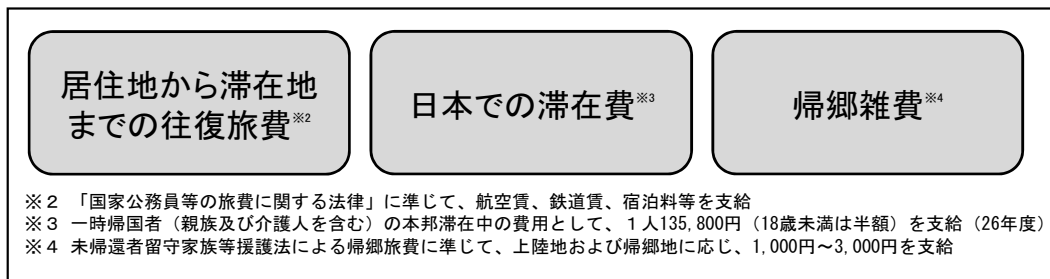 居住地から滞在地
までの往復旅費※2
日本での滞在費※3
帰郷雑費※4
※2 「国家公務員等の旅費に関する法律」に準じて、航空賃、鉄道賃、宿泊料等を支給
※3 一時帰国者（親族及び介護人を含む）の本邦滞在中の費用として、１人135,800円（18歳未満は半額）を支給（26年度）
※4 未帰還者留守家族等援護法による帰郷旅費に準じて、上陸地および帰郷地に応じ、1,000円～3,000円を支給